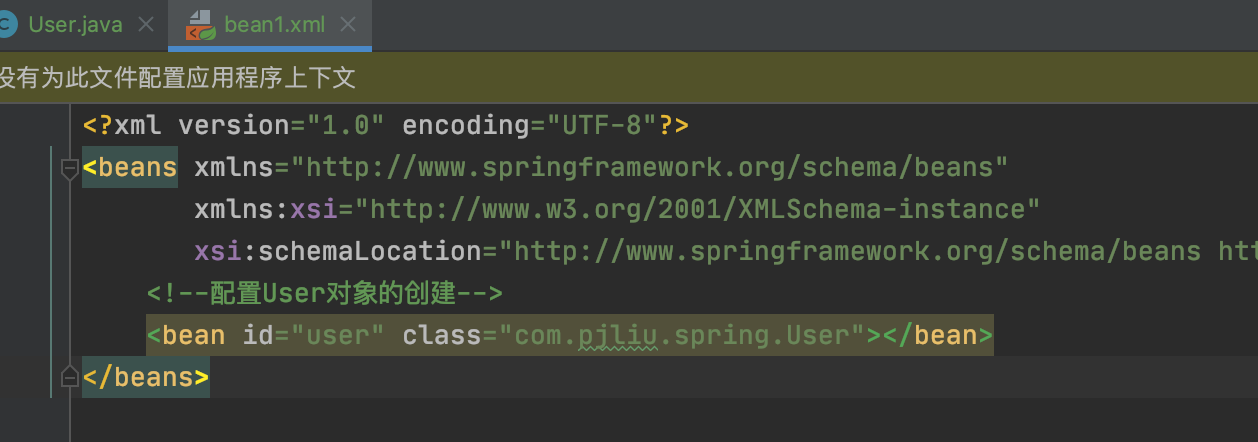 User.java
bean1.xml
没有为此文件配置应用程序上下文
<?xml version="1.0" encoding="UTF-8"?>
<beans xmlns="http://www.springframework.org/schema/beans"
xmlns:xsi="http://www.w3.org/2001/XMLSchema-instance"
xsi:schemaLocation="http://www.springframework.org/schema/beans htt
<!--配置User对象的创建-->
<bean id="user" class="com.pjliu.spring.User"></bean>
</beans>